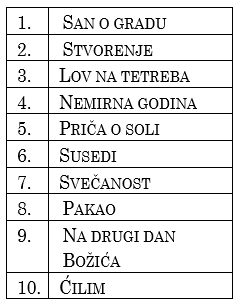 1. SAN O GRADU
2. STVORENJE
3. LOV NA TETREBA
4. NEMIRNA GODINA
5. PRIČA O SOLI
6. SUSEDI
7. SVEČANOST
8. PAKAO
9. NA DRUGI DAN
BOŽIĆA
10. ĆILIM